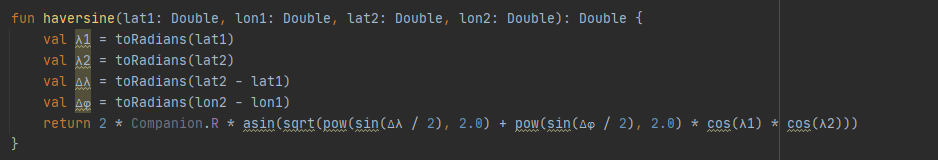 fun haversine(lat1: Double, lon1: Double, lat2: Double, lon2: Double): Double {
    val λ1 = toRadians(lat1)
    val λ2 = toRadians(lat2)
    val Δλ = toRadians(lat2 - lat1)
    val Δφ = toRadians(lon2 - lon1)
    return 2 * Companion.R * asin(sqrt(pow(sin(Δλ / 2), 2.0) + pow(sin(Δφ / 2), 2.0) * cos(λ1) * cos(λ2)))
}